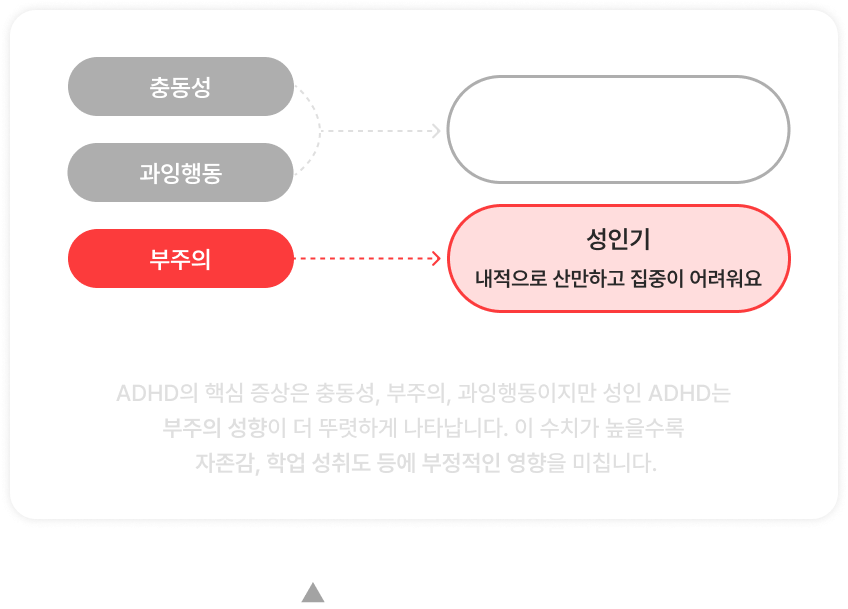 충동성
과잉행동
부주의
성인기
내적으로 산만하고 집중이 어려워요
ADHD의 핵심 증상은 충동성, 부주의, 과잉행동이지만 성인 ADHD는
부주의 성향이 더 뚜렷하게 나타납니다. 이 수치가 높을수록
자존감, 학업 성취도 등에 부정적인 영향을 미칩니다.